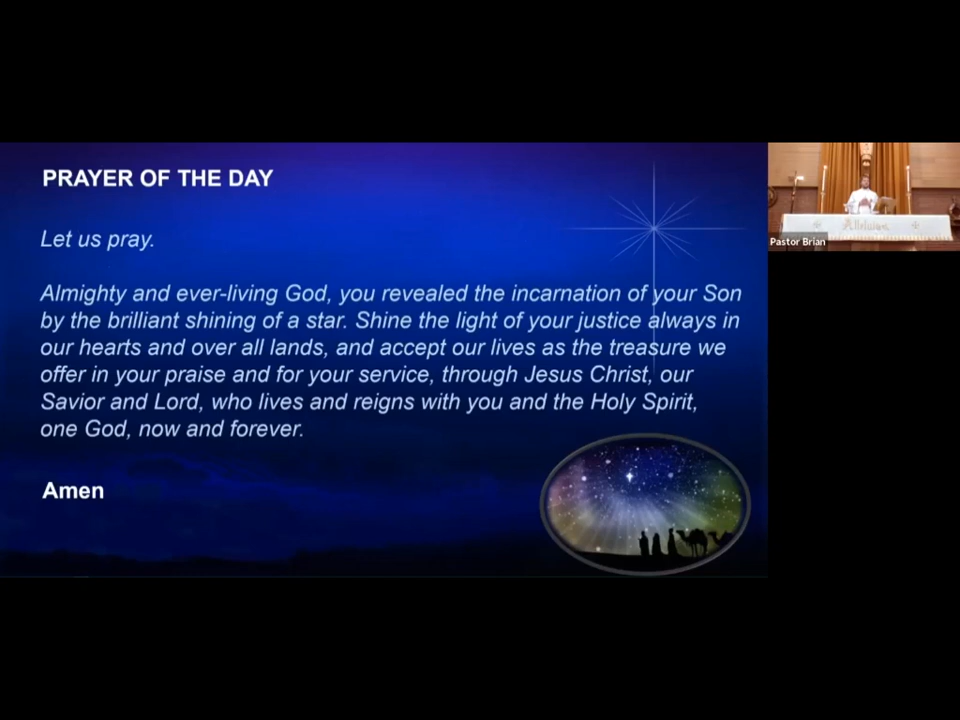 PRAYER OF THE DAY
Let us pray.
Almighty and ever-living God, you revealed the incarnation of your Son
by the brilliant shining of a star. Shine the light of your justice always in
our hearts and over all lands, and accept our lives as the treasure we
offer in your praise and for your service, through Jesus Christ, our
Savior and Lord, who lives and reigns with you and the Holy Spirit,
one God, now and forever.
Amen
Pastor Brian